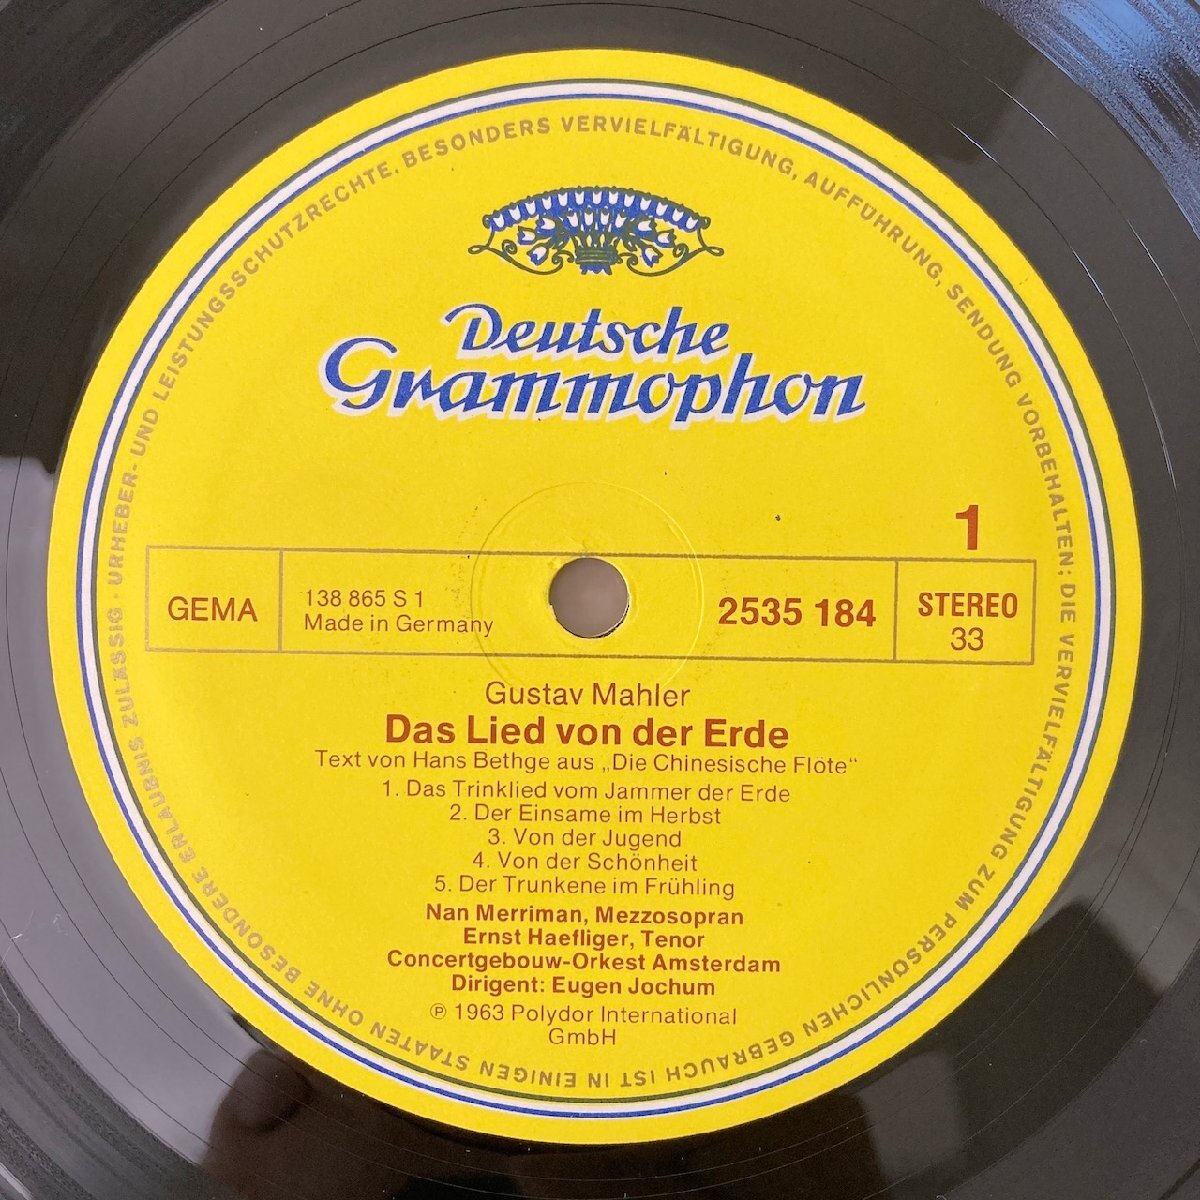 URHEBER- UND LEISTUNGSSCHUTZRECHTE. BESONDERS VERVIELFÄLTIGUNG, AUFFÜHRUNG, SENDUNG VORBEHALTEN: DIE VERVIELFÄLTIGUNG ZUM PERSÖNLICHEN GEBRAUCH IST IN EINIGEN STAATEN OHNE BESONDERE ERLAUBNIS ZULÄSSIG ·
Deutsche
Grammophon
1
GEMA
138 865 S 1
Made in Germany
2535 184
STEREO
33
Gustav Mahler
Das Lied von der Erde
Text von Hans Bethge aus „Die Chinesische Flöte“
1. Das Trinklied vom Jammer der Erde
2. Der Einsame im Herbst
3. Von der Jugend
4. Von der Schönheit
5. Der Trunkene im Frühling
Nan Merriman, Mezzosopran
Ernst Haefliger, Tenor
Concertgebouw-Orkest Amsterdam
Dirigent: Eugen Jochum
℗ 1963 Polydor International
GmbH